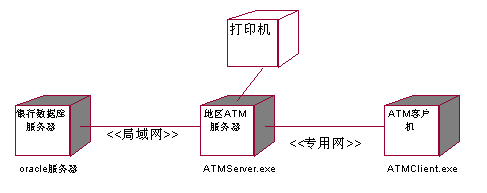 打印机
银行数据库
服务器
地区ATM
服务器
ATM客户
机
<<局域网>>
<<专用网>>
oracle服务器
ATMServer.exe
ATMClient.exe